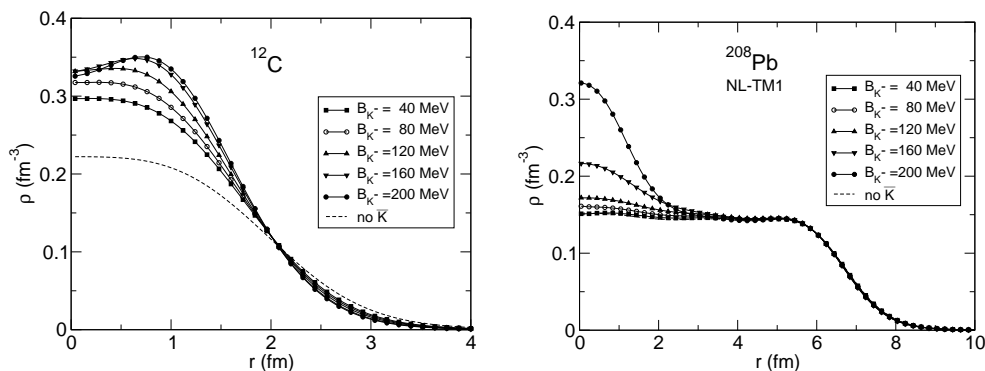 0.4
0.3
0.2
0.1
0
ρ (fm⁻³)
0 1 2 3 4
r (fm)
¹²C
B_K- = 40 MeV
B_K- = 80 MeV
B_K- =120 MeV
B_K- =160 MeV
B_K- =200 MeV
no K̅
0.4
0.3
0.2
0.1
0
ρ (fm⁻³)
0 2 4 6 8 10
r (fm)
²⁰⁸Pb
NL-TM1
B_K- = 40 MeV
B_K- = 80 MeV
B_K- =120 MeV
B_K- =160 MeV
B_K- =200 MeV
no K̅